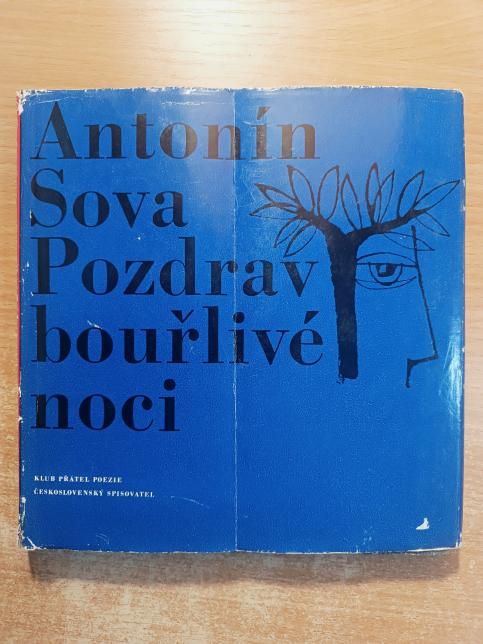 Antonín
Sova
Pozdrav
bouřlivé
noci
KLUB PŘÁTEL POEZIE
ČESKOSLOVENSKÝ SPISOVATEL